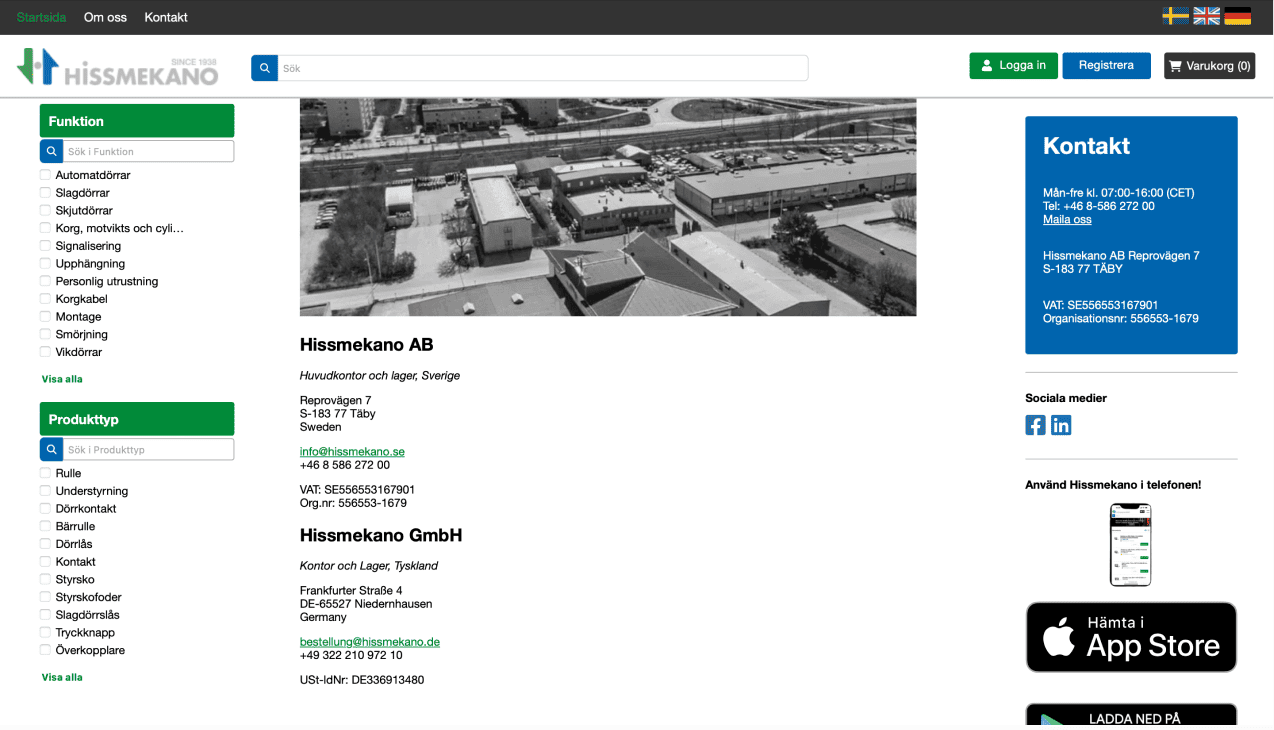 Startsida Om oss Kontakt
HISSMEKANO
SINCE 1938
Sök
Logga in
Registrera
Varukorg (0)
Funktion
Sök i Funktion
Automatdörrar
Slagdörrar
Skjutdörrar
Korg, motvikts och cyli…
Signalisering
Upphängning
Personlig utrustning
Korgkabel
Montage
Smörjning
Vikdörrar
Visa alla
Produkttyp
Sök i Produkttyp
Rulle
Understyrning
Dörrkontakt
Bärrulle
Dörrlås
Kontakt
Styrsko
Styrskofoder
Slagdörrslås
Tryckknapp
Överkopplare
Visa alla
Hissmekano AB
Huvudkontor och lager, Sverige
Reprovägen 7
S-183 77 Täby
Sweden
info@hissmekano.se
+46 8 586 272 00
VAT: SE556553167901
Org.nr: 556553-1679
Hissmekano GmbH
Kontor och Lager, Tyskland
Frankfurter Straße 4
DE-65527 Niedernhausen
Germany
bestellung@hissmekano.de
+49 322 210 972 10
USt-IdNr: DE336913480
Kontakt
Mån-fre kl. 07:00-16:00 (CET)
Tel: +46 8-586 272 00
Maila oss
Hissmekano AB Reprovägen 7
S-183 77 TÄBY
VAT: SE556553167901
Organisationsnr: 556553-1679
Sociala medier
Använd Hissmekano i telefonen!
Hämta i
App Store
LADDA NED PÅ